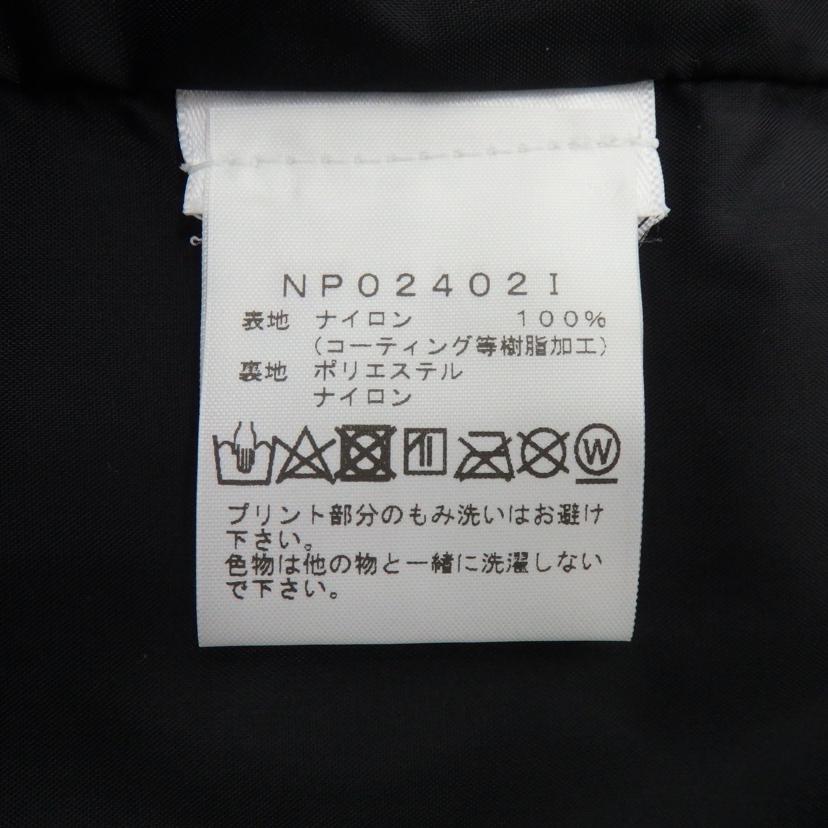 NP02402I
表地 ナイロン 100%
(コーティング等樹脂加工)
裏地 ポリエステル
ナイロン
W
プリント部分のもみ洗いはお避け
下さい。
色物は他の物と一緒に洗濯しない
で下さい。